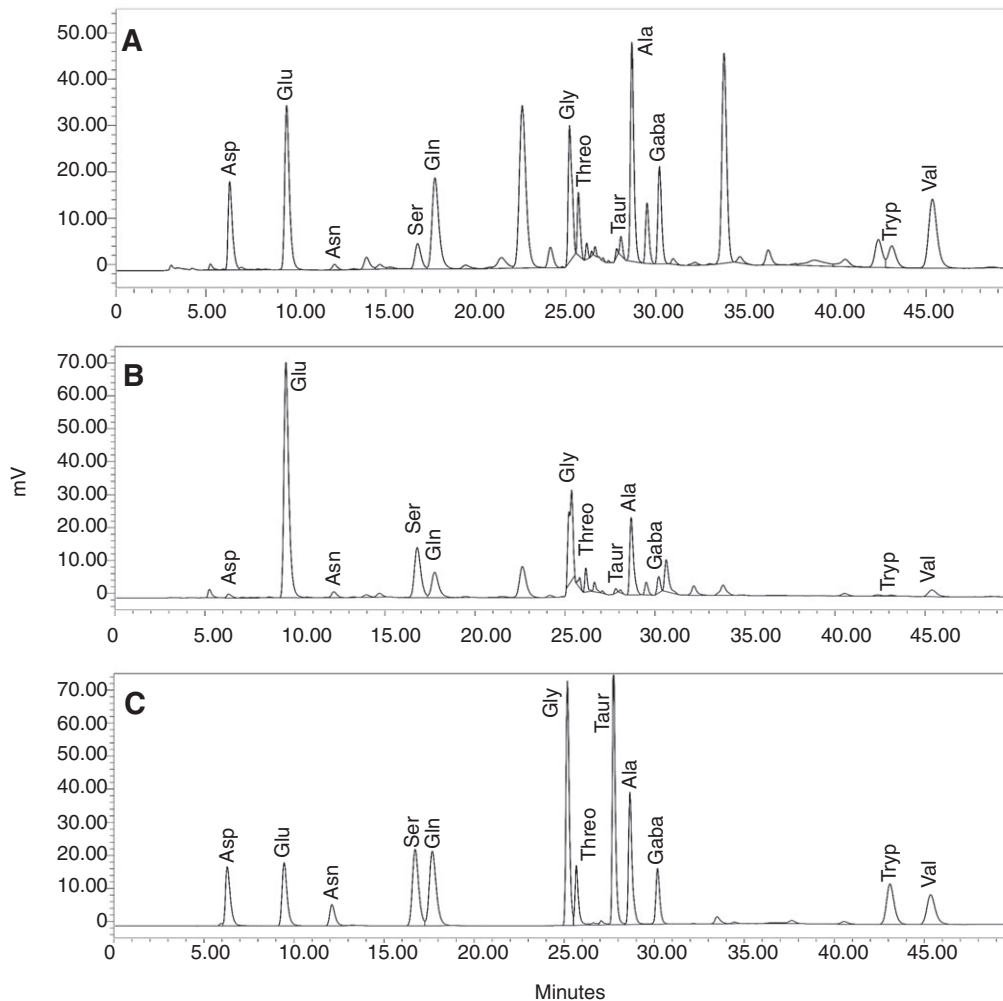 A
50.00
40.00
30.00
20.00
10.00
0
Asp
Glu
Asn
Ser
Gln
Gly
Threo
Taur
Ala
Gaba
Tryp
Val
0 5.00 10.00 15.00 20.00 25.00 30.00 35.00 40.00 45.00
B
mV
70.00
60.00
50.00
40.00
30.00
20.00
10.00
0
Asp
Glu
Asn
Ser
Gln
Gly
Threo
Taur
Ala
Gaba
Tryp
Val
0 5.00 10.00 15.00 20.00 25.00 30.00 35.00 40.00 45.00
C
70.00
60.00
50.00
40.00
30.00
20.00
10.00
0
Asp
Glu
Asn
Ser
Gln
Gly
Threo
Taur
Ala
Gaba
Tryp
Val
0 5.00 10.00 15.00 20.00 25.00 30.00 35.00 40.00 45.00
Minutes